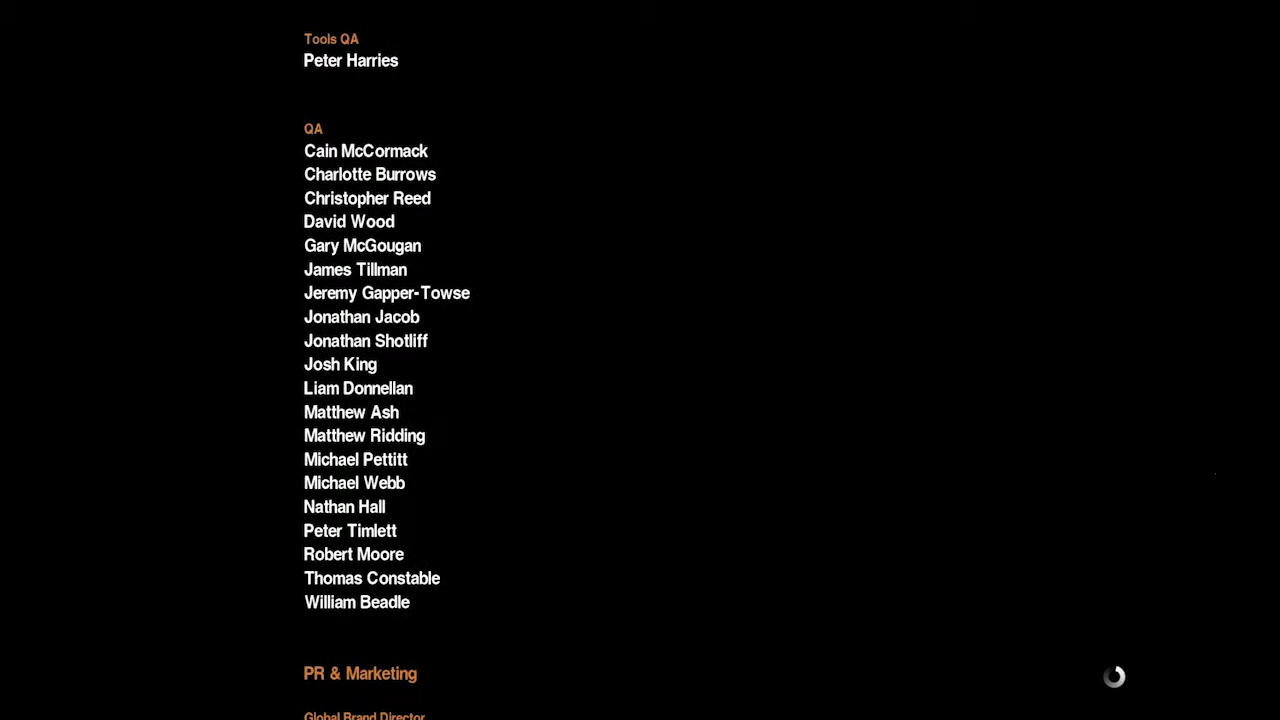 Tools QA
Peter Harries
QA
Cain McCormack
Charlotte Burrows
Christopher Reed
David Wood
Gary McGougan
James Tillman
Jeremy Gapper-Towse
Jonathan Jacob
Jonathan Shotliff
Josh King
Liam Donnellan
Matthew Ash
Matthew Ridding
Michael Pettitt
Michael Webb
Nathan Hall
Peter Timlett
Robert Moore
Thomas Constable
William Beadle
PR & Marketing
Global Brand Director